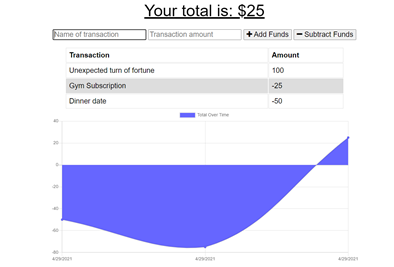 Your total is: $25
Name of transaction Transaction amount + Add Funds − Subtract Funds
Transaction Amount
Unexpected turn of fortune 100
Gym Subscription -25
Dinner date -50
Total Over Time
40
20
0
-20
-40
-60
-80
4/29/2021 4/29/2021 4/29/2021